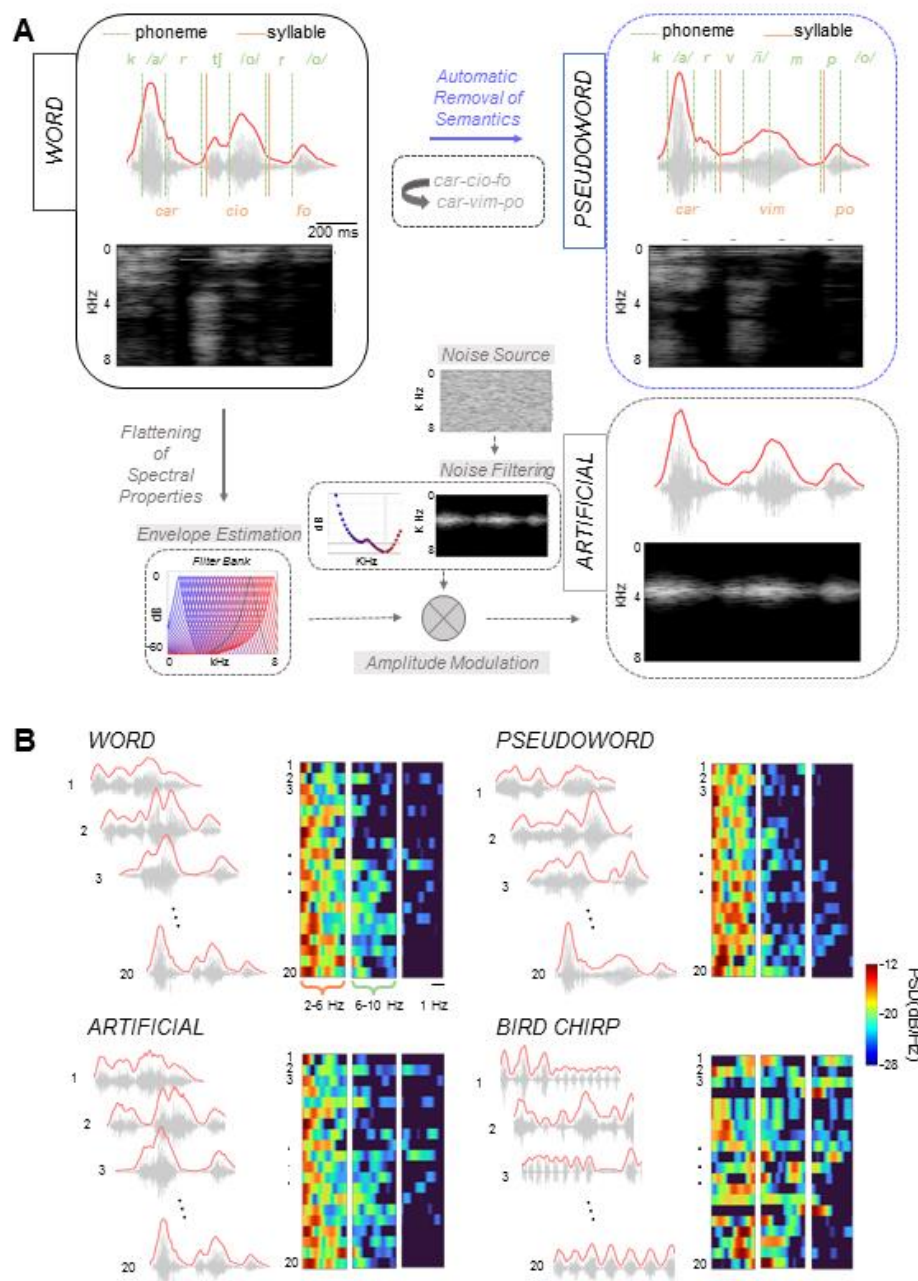 A
phoneme syllable
k /a/ r tʃ /o/ r /o/
WORD
car cio fo
200 ms
0
KHz
4
8
Automatic
Removal of
Semantics
car-cio-fo
car-vim-po
phoneme syllable
k /a/ r v /i/ m p /o/
PSEUDOWORD
car vim po
0
KHz
4
8
Flattening
of
Spectral
Properties
Noise Source
0
K Hz
8
Noise Filtering
dB
KHz
0
K Hz
8
Envelope Estimation
Filter Bank
0
dB
-60
0 kHz 8
Amplitude Modulation
ARTIFICIAL
0
KHz
4
8
B
WORD
1
2
3
20
1
2
3
20
2-6 Hz 6-10 Hz 1 Hz
PSEUDOWORD
1
2
3
20
1
2
3
20
-12
-20
-28
PSD(dB/Hz)
ARTIFICIAL
1
2
3
20
1
2
3
20
BIRD CHIRP
1
2
3
20
1
2
3
20